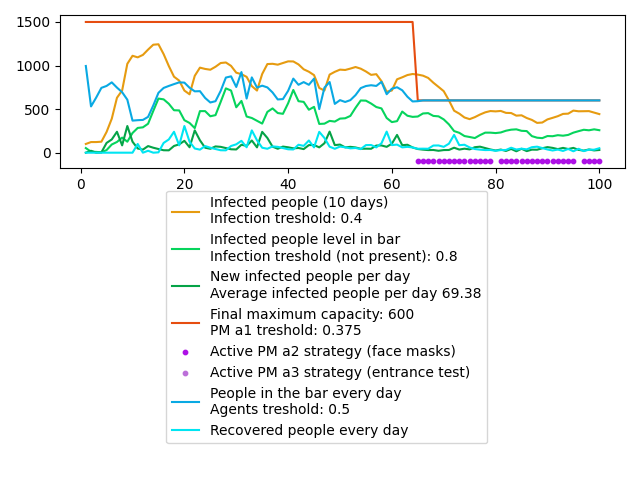 1500
1000
500
0
0 20 40 60 80 100
Infected people (10 days)
Infection treshold: 0.4
Infected people level in bar
Infection treshold (not present): 0.8
New infected people per day
Average infected people per day 69.38
Final maximum capacity: 600
PM a1 treshold: 0.375
Active PM a2 strategy (face masks)
Active PM a3 strategy (entrance test)
People in the bar every day
Agents treshold: 0.5
Recovered people every day